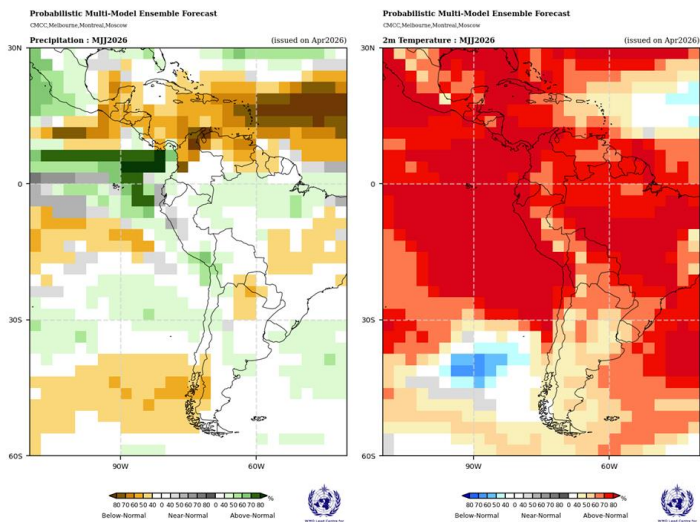 Probabilistic Multi-Model Ensemble Forecast
CMCC,Melbourne,Montreal,Moscow
Precipitation : MJJ2026 (issued on Apr2026)
30N
0
30S
60S
90W 60W
80 70 60 50 40 0 40 50 60 70 80 0 40 50 60 70 80 %
Below-Normal Near-Normal Above-Normal
Probabilistic Multi-Model Ensemble Forecast
CMCC,Melbourne,Montreal,Moscow
2m Temperature : MJJ2026 (issued on Apr2026)
30N
0
30S
60S
90W 60W
80 70 60 50 40 0 40 50 60 70 80 0 40 50 60 70 80 %
Below-Normal Near-Normal Above-Normal